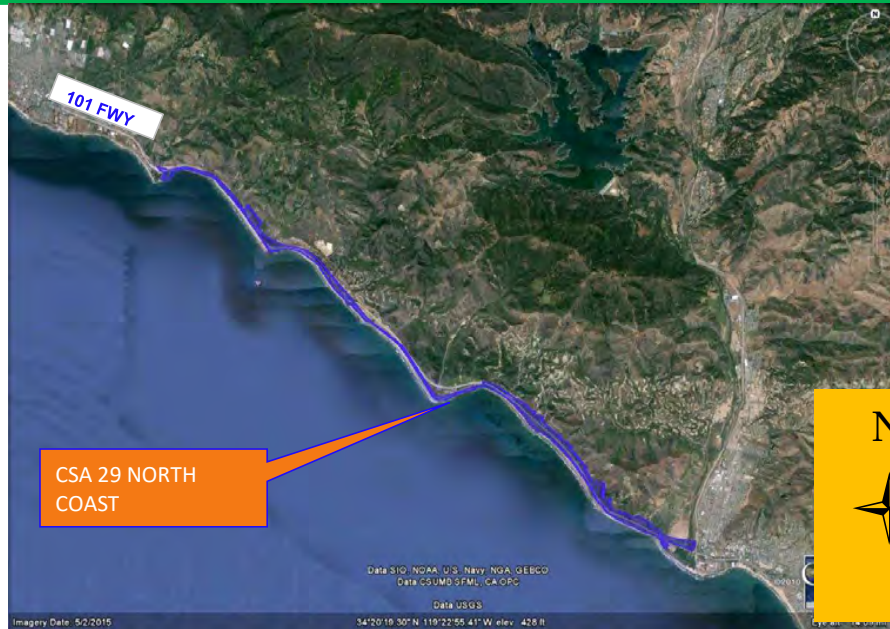 101 FWY
CSA 29 NORTH
COAST
N
N
Data SIO, NOAA, U.S. Navy, NGA, GEBCO
Data CSUMB SFML, CA OPC
Data USGS
©2010
Imagery Date: 5/2/2015
34°20'19.30" N 119°22'55.41" W elev 428 ft